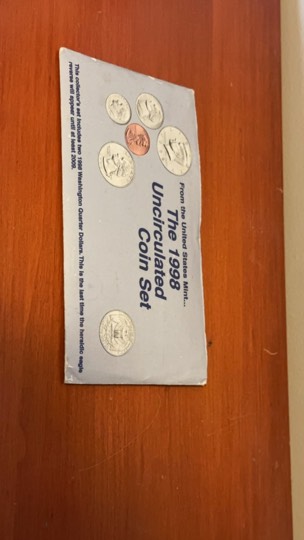 From the United States Mint...
The 1998
Uncirculated
Coin Set
This collector's set includes two 1998 Washington Quarter Dollars. This is the last time the heraldic eagle
reverse will appear until at least 2009.